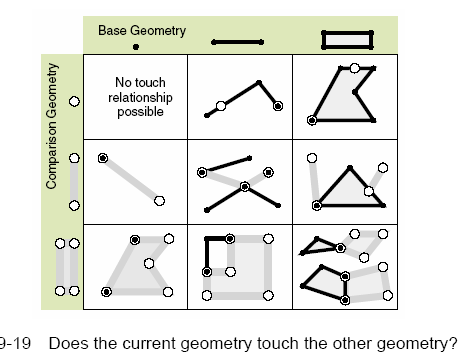 Base Geometry
Comparison Geometry
No touch
relationship
possible
9-19 Does the current geometry touch the other geometry?